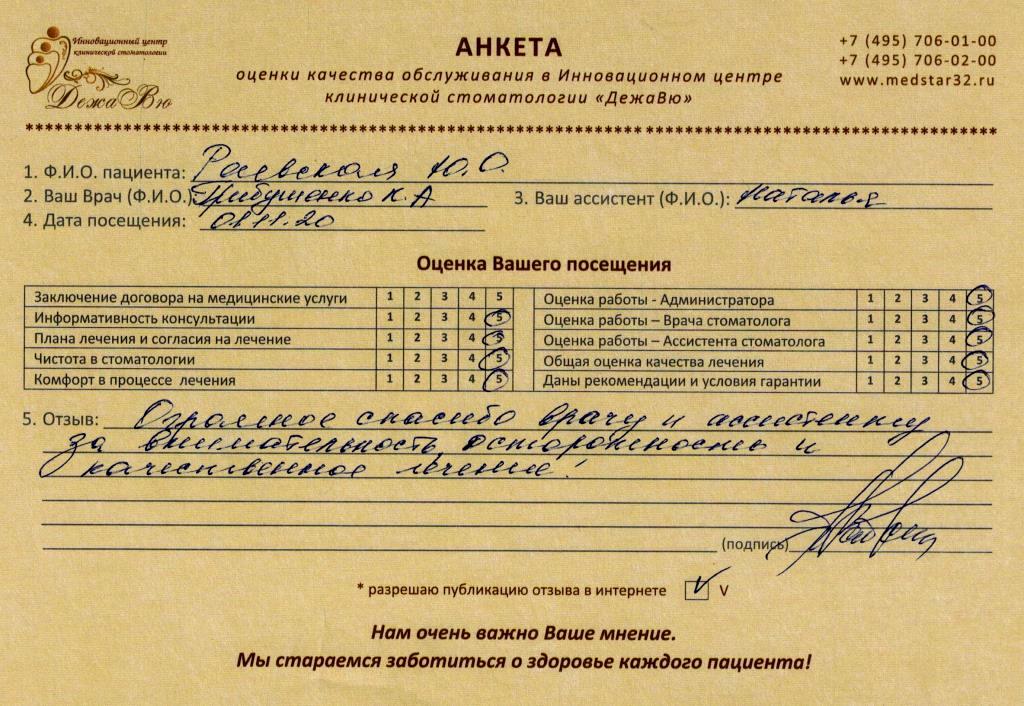 Инновационный центр
клинической стоматологии
ДежаВю
АНКЕТА
оценки качества обслуживания в Инновационном центре
клинической стоматологии «ДежаВю»
+7 (495) 706-01-00
+7 (495) 706-02-00
www.medstar32.ru
1. Ф.И.О. пациента: Раевская Ю.О.
2. Ваш Врач (Ф.И.О.): К.А
3. Ваш ассистент (Ф.И.О.): Наталья
4. Дата посещения: 01.11.20
Оценка Вашего посещения
Заключение договора на медицинские услуги 1 2 3 4 5
Информативность консультации 1 2 3 4 5
Плана лечения и согласия на лечение 1 2 3 4 5
Чистота в стоматологии 1 2 3 4 5
Комфорт в процессе лечения 1 2 3 4 5
Оценка работы - Администратора 1 2 3 4 5
Оценка работы – Врача стоматолога 1 2 3 4 5
Оценка работы – Ассистента стоматолога 1 2 3 4 5
Общая оценка качества лечения 1 2 3 4 5
Даны рекомендации и условия гарантии 1 2 3 4 5
5. Отзыв: Огромное спасибо врачу и ассистенту
за внимательность, осторожность и
качественное лечение!
(подпись)
* разрешаю публикацию отзыва в интернете V
Нам очень важно Ваше мнение.
Мы стараемся заботиться о здоровье каждого пациента!